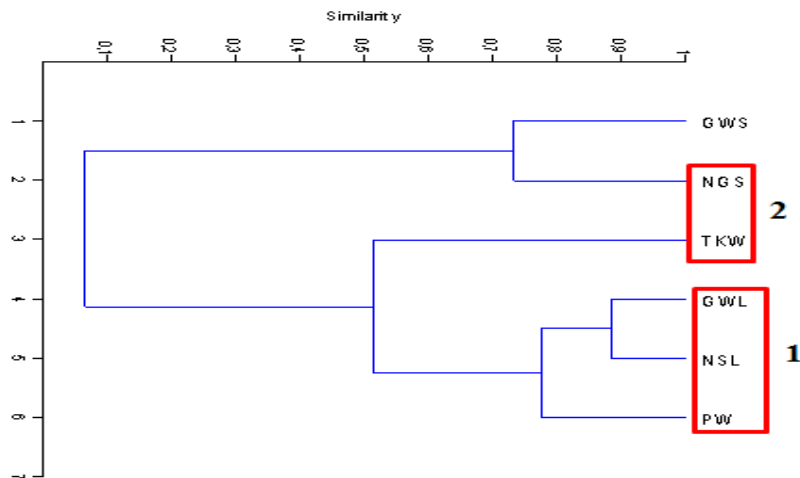 Similarity
0,1 0,2 0,3 0,4 0,5 0,6 0,7 0,8 0,9 1
1 GWS
2 NGS
2
3 TKW
4 GWL
1
5 NSL
6 PW
7